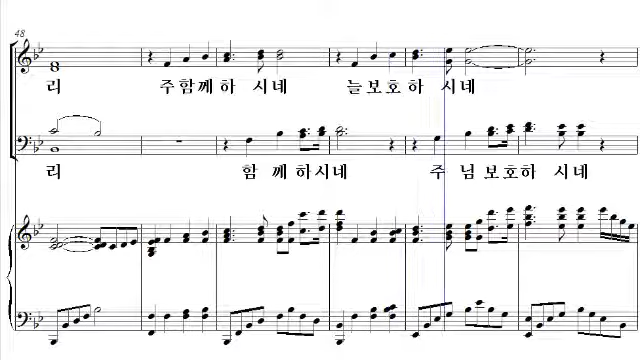 48
리 주함께하 시네 늘보호하 시네
리 함 께 하시네 주 님 보호하 시네